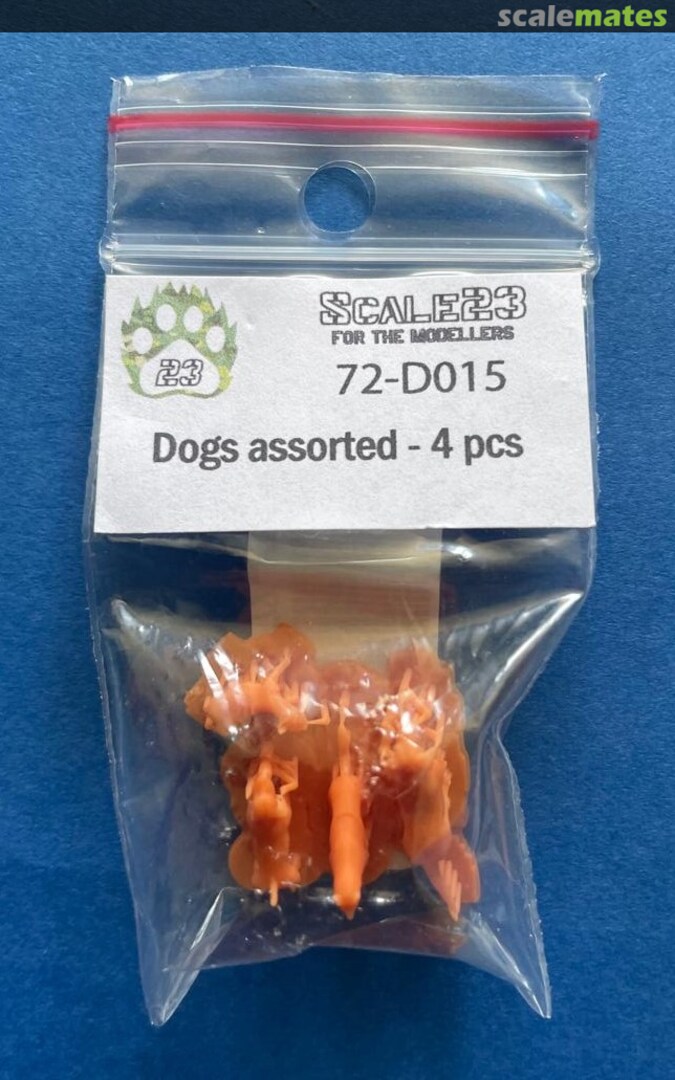 scalemates
SCALE23
FOR THE MODELLERS
23
72-D015
Dogs assorted - 4 pcs